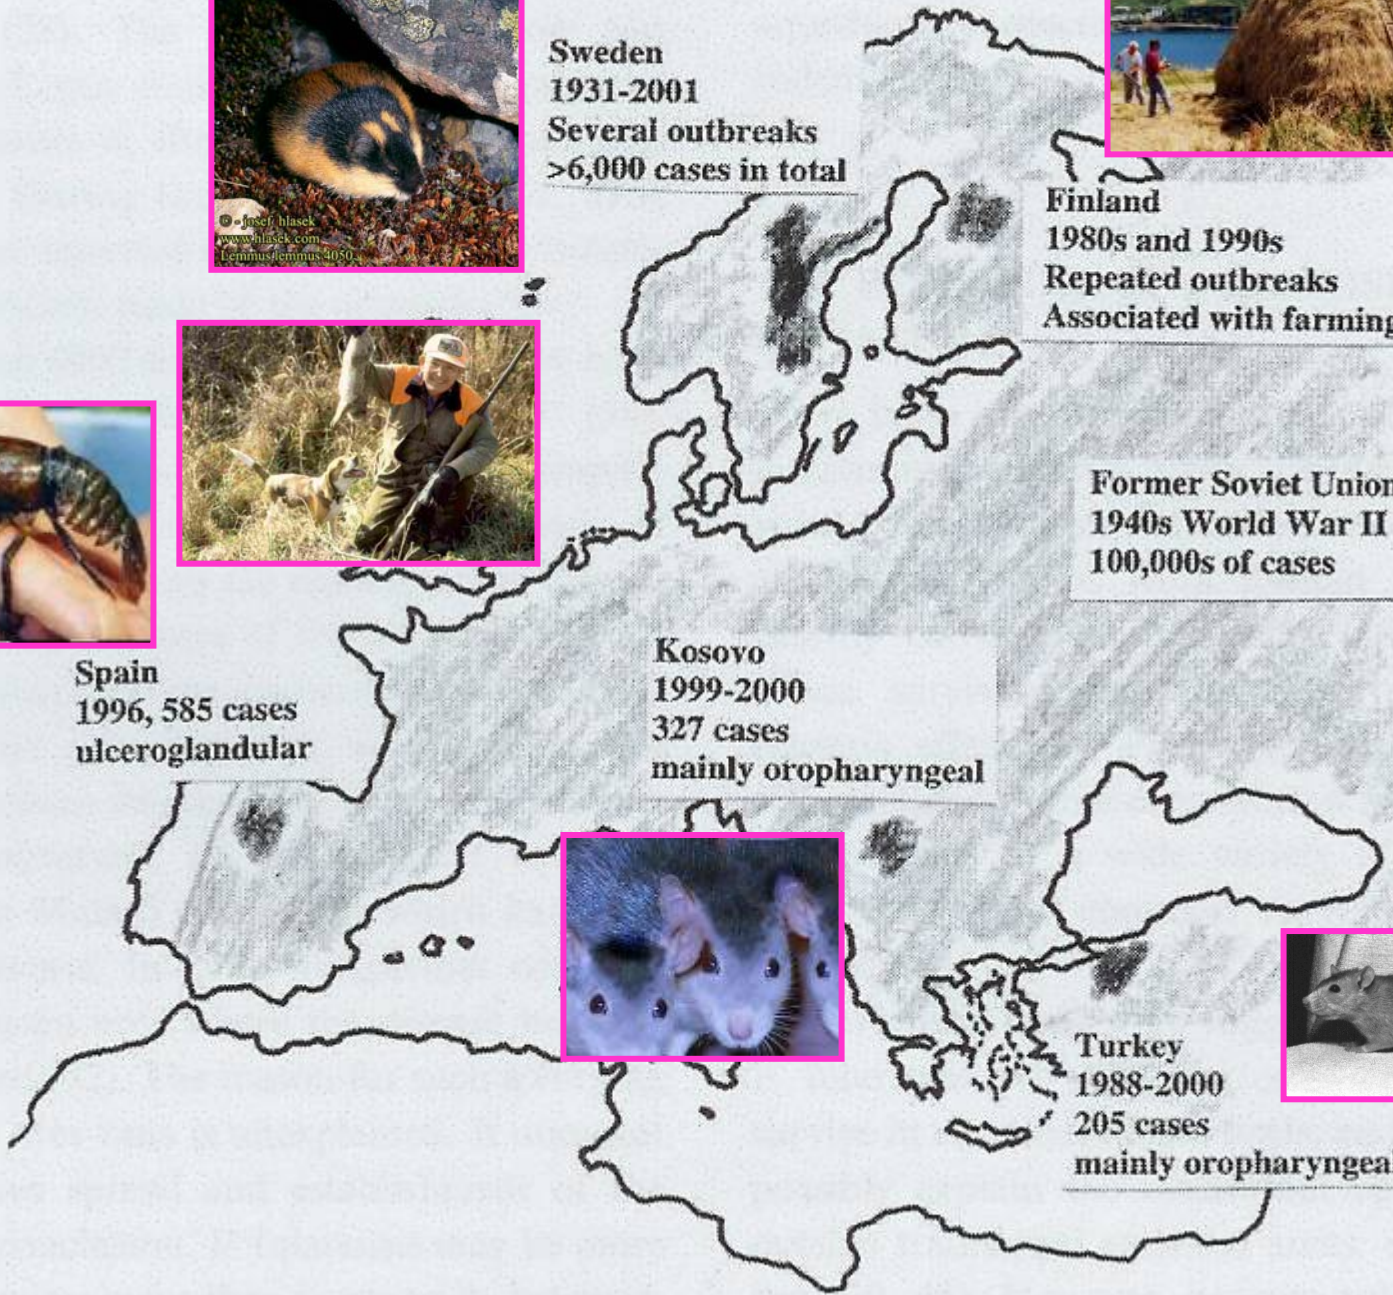 Sweden
1931-2001
Several outbreaks
>6,000 cases in total
© - josef hlasek
www.hlasek.com
Lemmus lemmus 4050
Finland
1980s and 1990s
Repeated outbreaks
Associated with farming
Former Soviet Union
1940s World War II
100,000s of cases
Spain
1996, 585 cases
ulceroglandular
Kosovo
1999-2000
327 cases
mainly oropharyngeal
Turkey
1988-2000
205 cases
mainly oropharyngeal